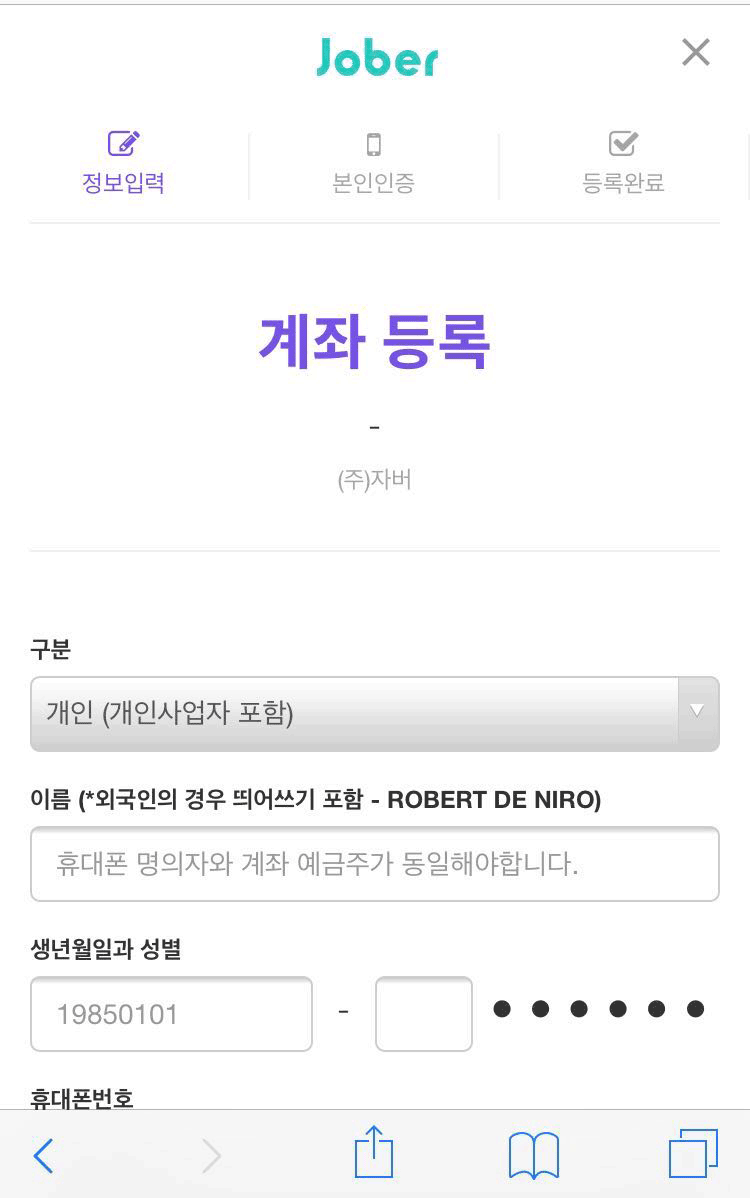 Jober
정보입력
본인인증
등록완료
계좌 등록
-
(주)자버
구분
개인 (개인사업자 포함)
이름 (*외국인의 경우 띄어쓰기 포함 - ROBERT DE NIRO)
휴대폰 명의자와 계좌 예금주가 동일해야합니다.
생년월일과 성별
19850101 - ● ● ● ● ● ●
휴대폰번호